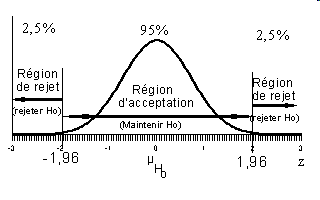 2,5%
95%
2,5%
Région
de rejet
Région
d'acceptation
Région
de rejet
(rejeter Ho)
(Maintenir Ho)
(rejeter Ho)
-3 -2 -1 0 1 2 3
-1,96
μH0
1,96
z